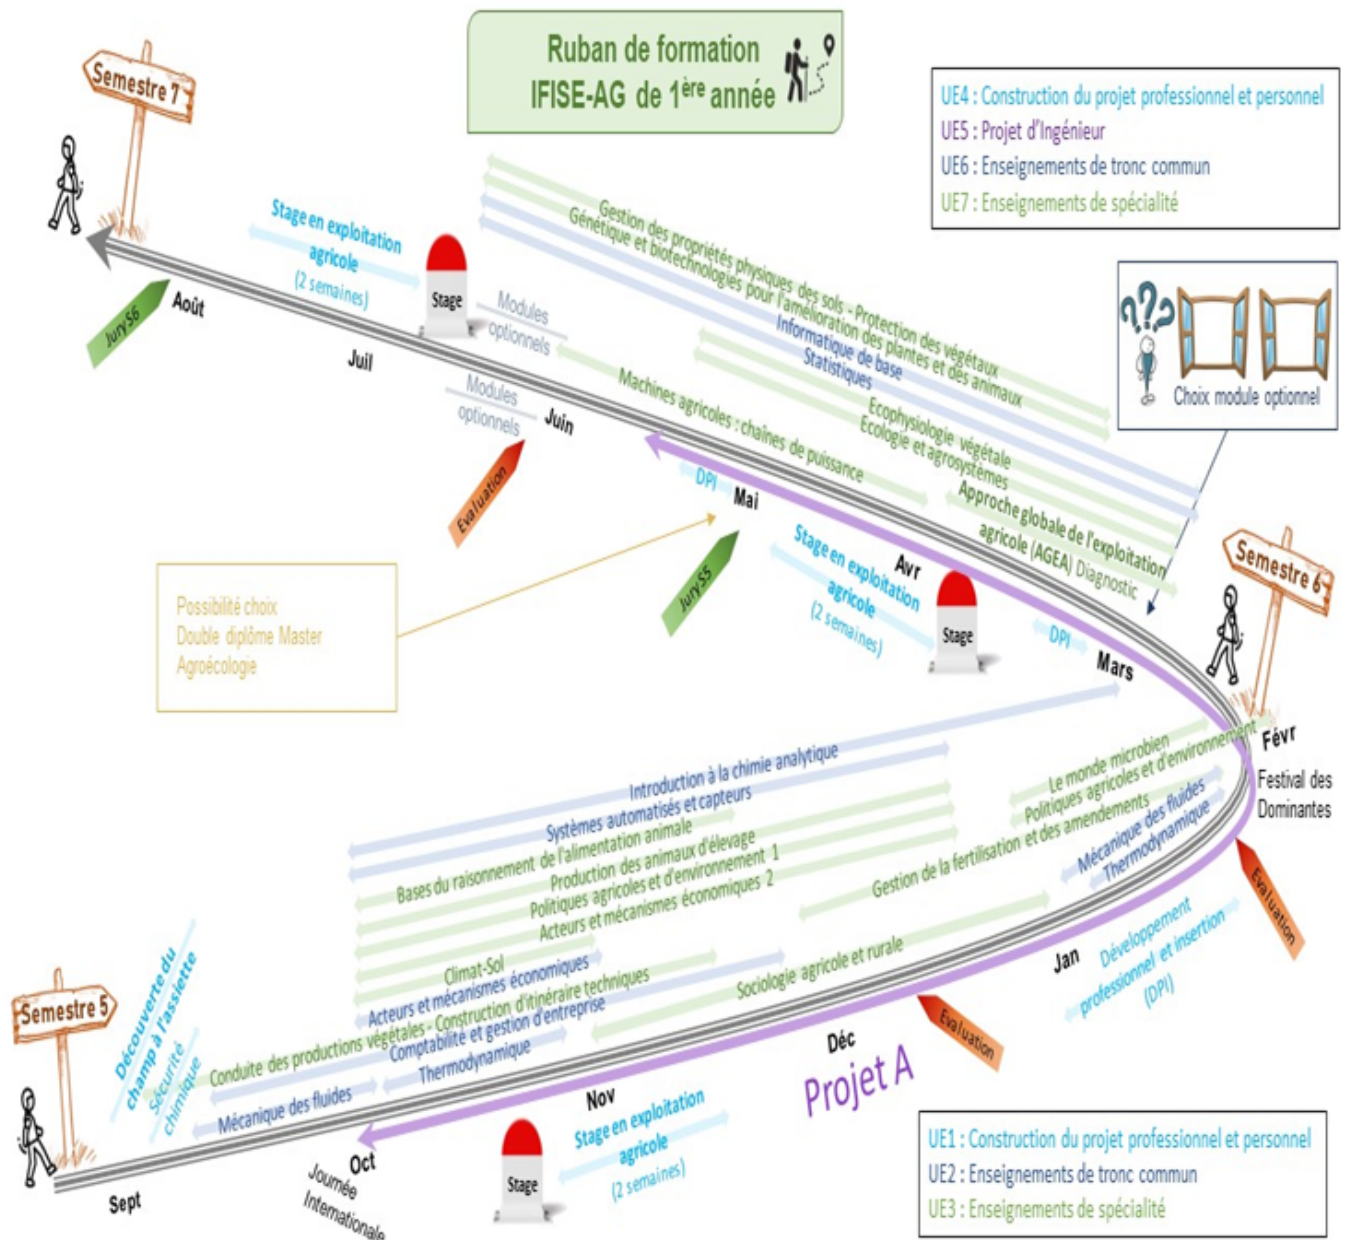 Ruban de formation
IFISE-AG de 1ère année
Semestre 7
UE4 : Construction du projet professionnel et personnel
UE5 : Projet d'Ingénieur
UE6 : Enseignements de tronc commun
UE7 : Enseignements de spécialité
Stage en exploitation
agricole
(2 semaines)
Stage
Gestion des propriétés physiques des sols - Protection des végétaux
Génétique et biotechnologies pour l'amélioration des plantes et des animaux
Informatique de base
Statistiques
Choix module optionnel
Août
Jury S6
Juil
Modules
optionnels
Modules
optionnels
Juin
Evaluation
Machines agricoles : chaînes de puissance
Ecophysiologie végétale
Ecologie et agrosystèmes
Approche globale de l'exploitation
agricole (AGEA) Diagnostic
DPI
Mai
Jury S5
Possibilité choix
Double diplôme Master
Agroécologie
Stage en exploitation
agricole
(2 semaines)
Avr
Stage
DPI
Mars
Semestre 6
Févr
Festival des
Dominantes
Introduction à la chimie analytique
Systèmes automatisés et capteurs
Bases du raisonnement de l'alimentation animale
Production des animaux d'élevage
Politiques agricoles et d'environnement 1
Acteurs et mécanismes économiques 2
Le monde microbien
Politiques agricoles et d'environnement
Gestion de la fertilisation et des amendements
Mécanique des fluides
Thermodynamique
Evaluation
Climat-Sol
Acteurs et mécanismes économiques
Conduite des productions végétales - Construction d'itinéraire techniques
Comptabilité et gestion d'entreprise
Thermodynamique
Mécanique des fluides
Sociologie agricole et rurale
Jan
Développement
professionnel et insertion
(DPI)
Découverte du
champ à l'assiette
Sécurité
chimique
Semestre 5
Déc
Evaluation
Projet A
Nov
Stage en exploitation
agricole
(2 semaines)
Stage
Oct
Journée
Internationale
Sept
UE1 : Construction du projet professionnel et personnel
UE2 : Enseignements de tronc commun
UE3 : Enseignements de spécialité